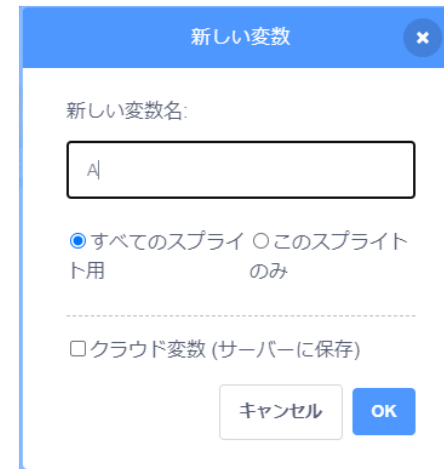 新しい変数
新しい変数名:
A
すべてのスプライ このスプライト
ト用 のみ
クラウド変数 (サーバーに保存)
キャンセル OK